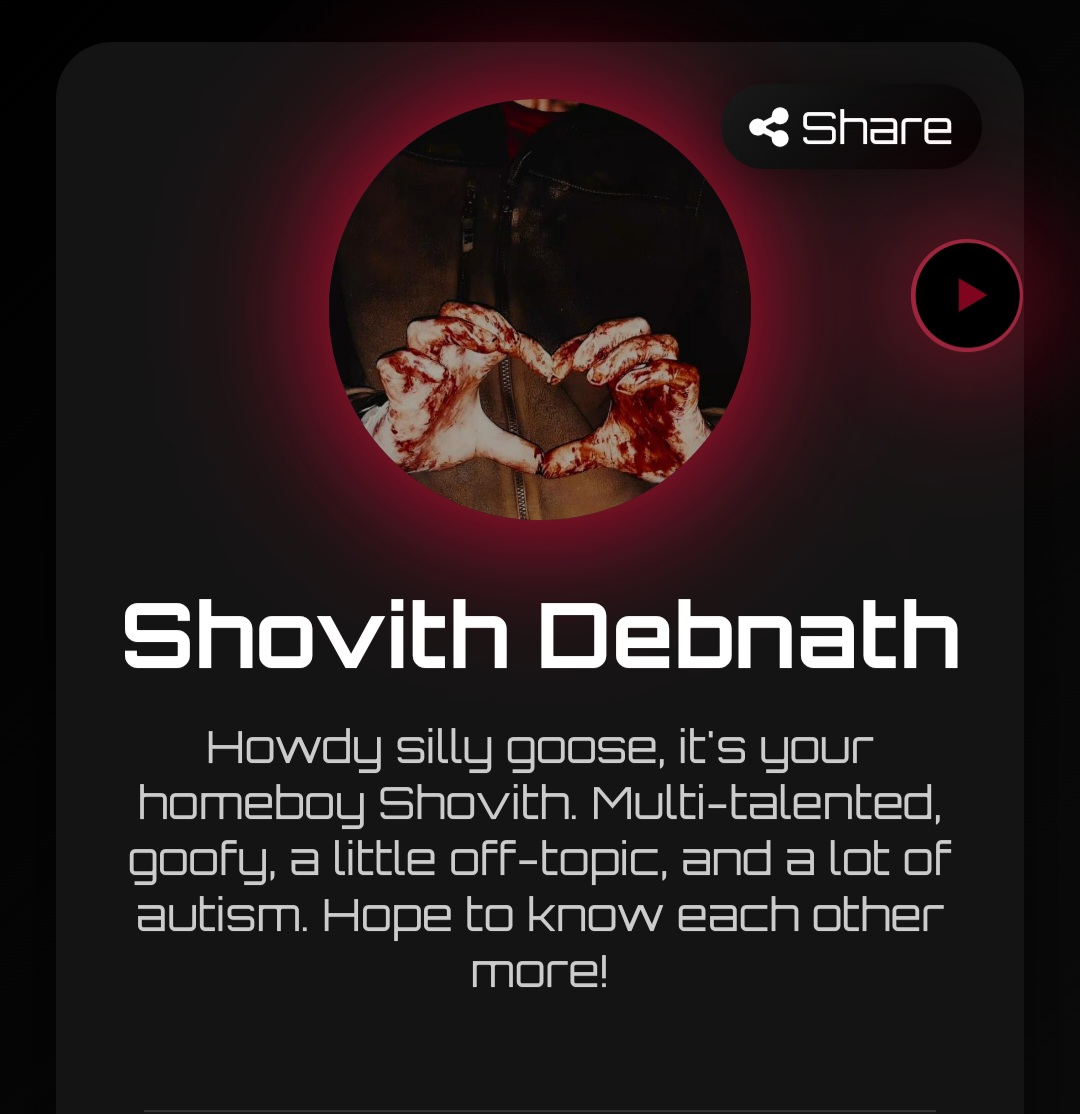 Share
Shovith Debnath
Howdy silly goose, it's your
homeboy Shovith. Multi-talented,
goofy, a little off-topic, and a lot of
autism. Hope to know each other
more!